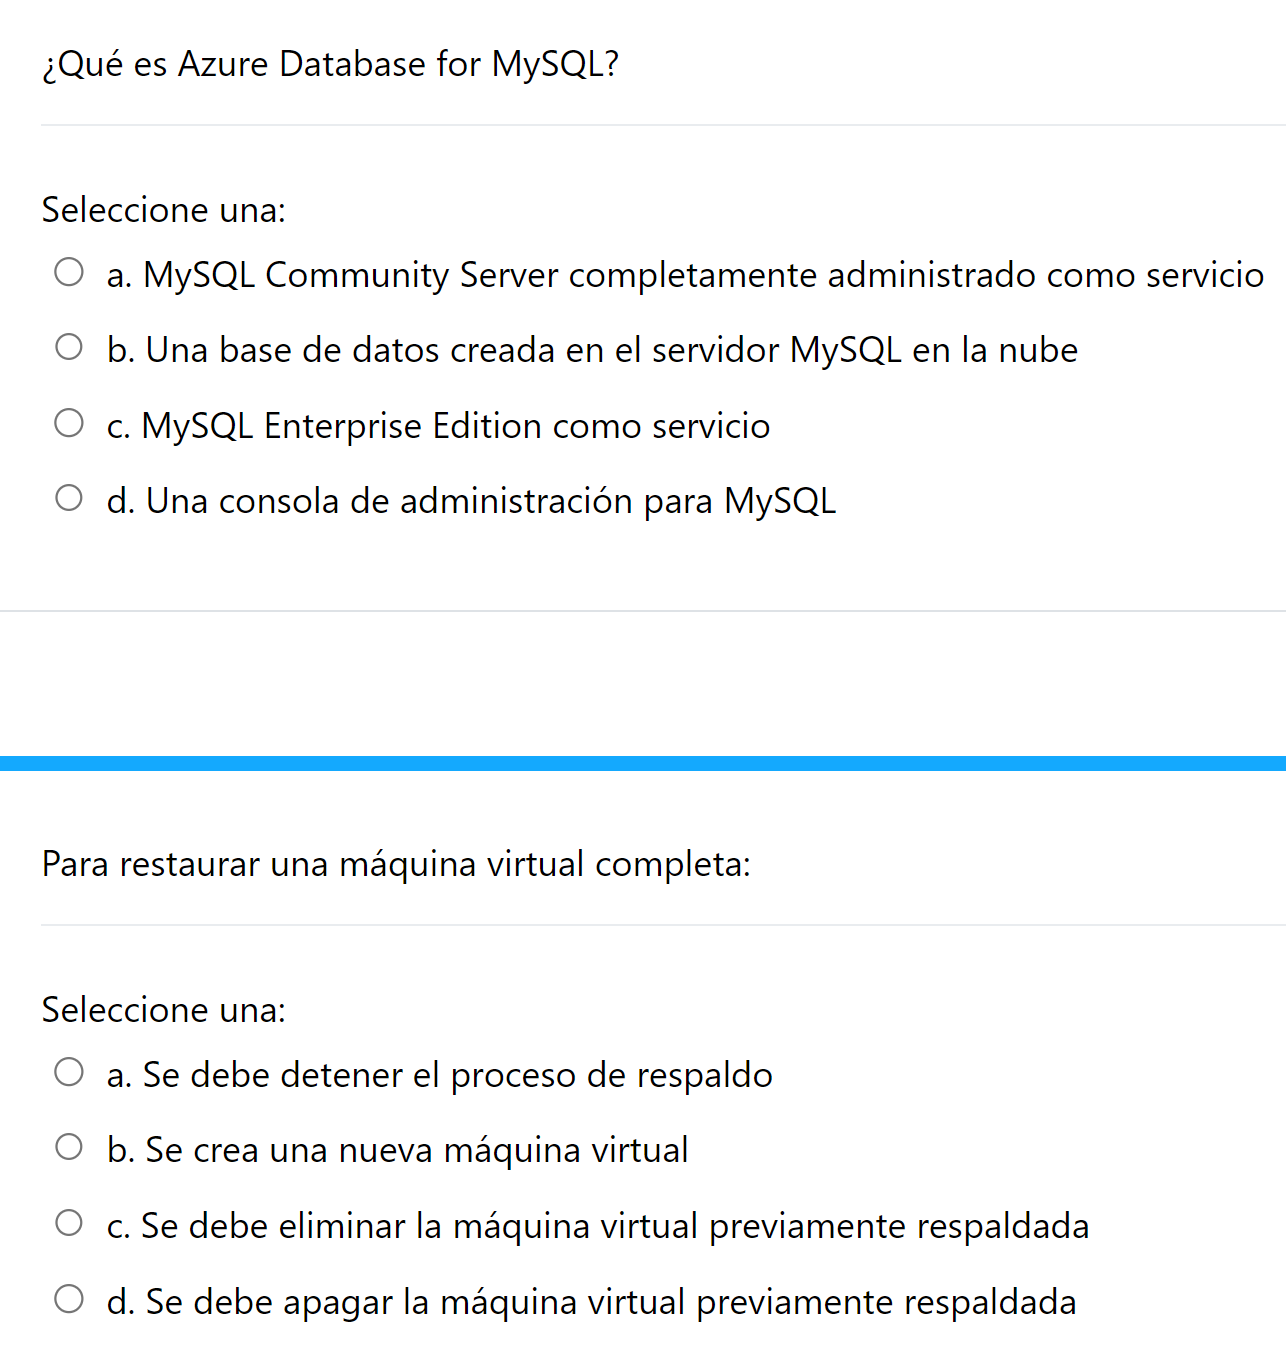 ¿Qué es Azure Database for MySQL?
Seleccione una:
a. MySQL Community Server completamente administrado como servicio
b. Una base de datos creada en el servidor MySQL en la nube
c. MySQL Enterprise Edition como servicio
d. Una consola de administración para MySQL
Para restaurar una máquina virtual completa:
Seleccione una:
a. Se debe detener el proceso de respaldo
b. Se crea una nueva máquina virtual
c. Se debe eliminar la máquina virtual previamente respaldada
d. Se debe apagar la máquina virtual previamente respaldada